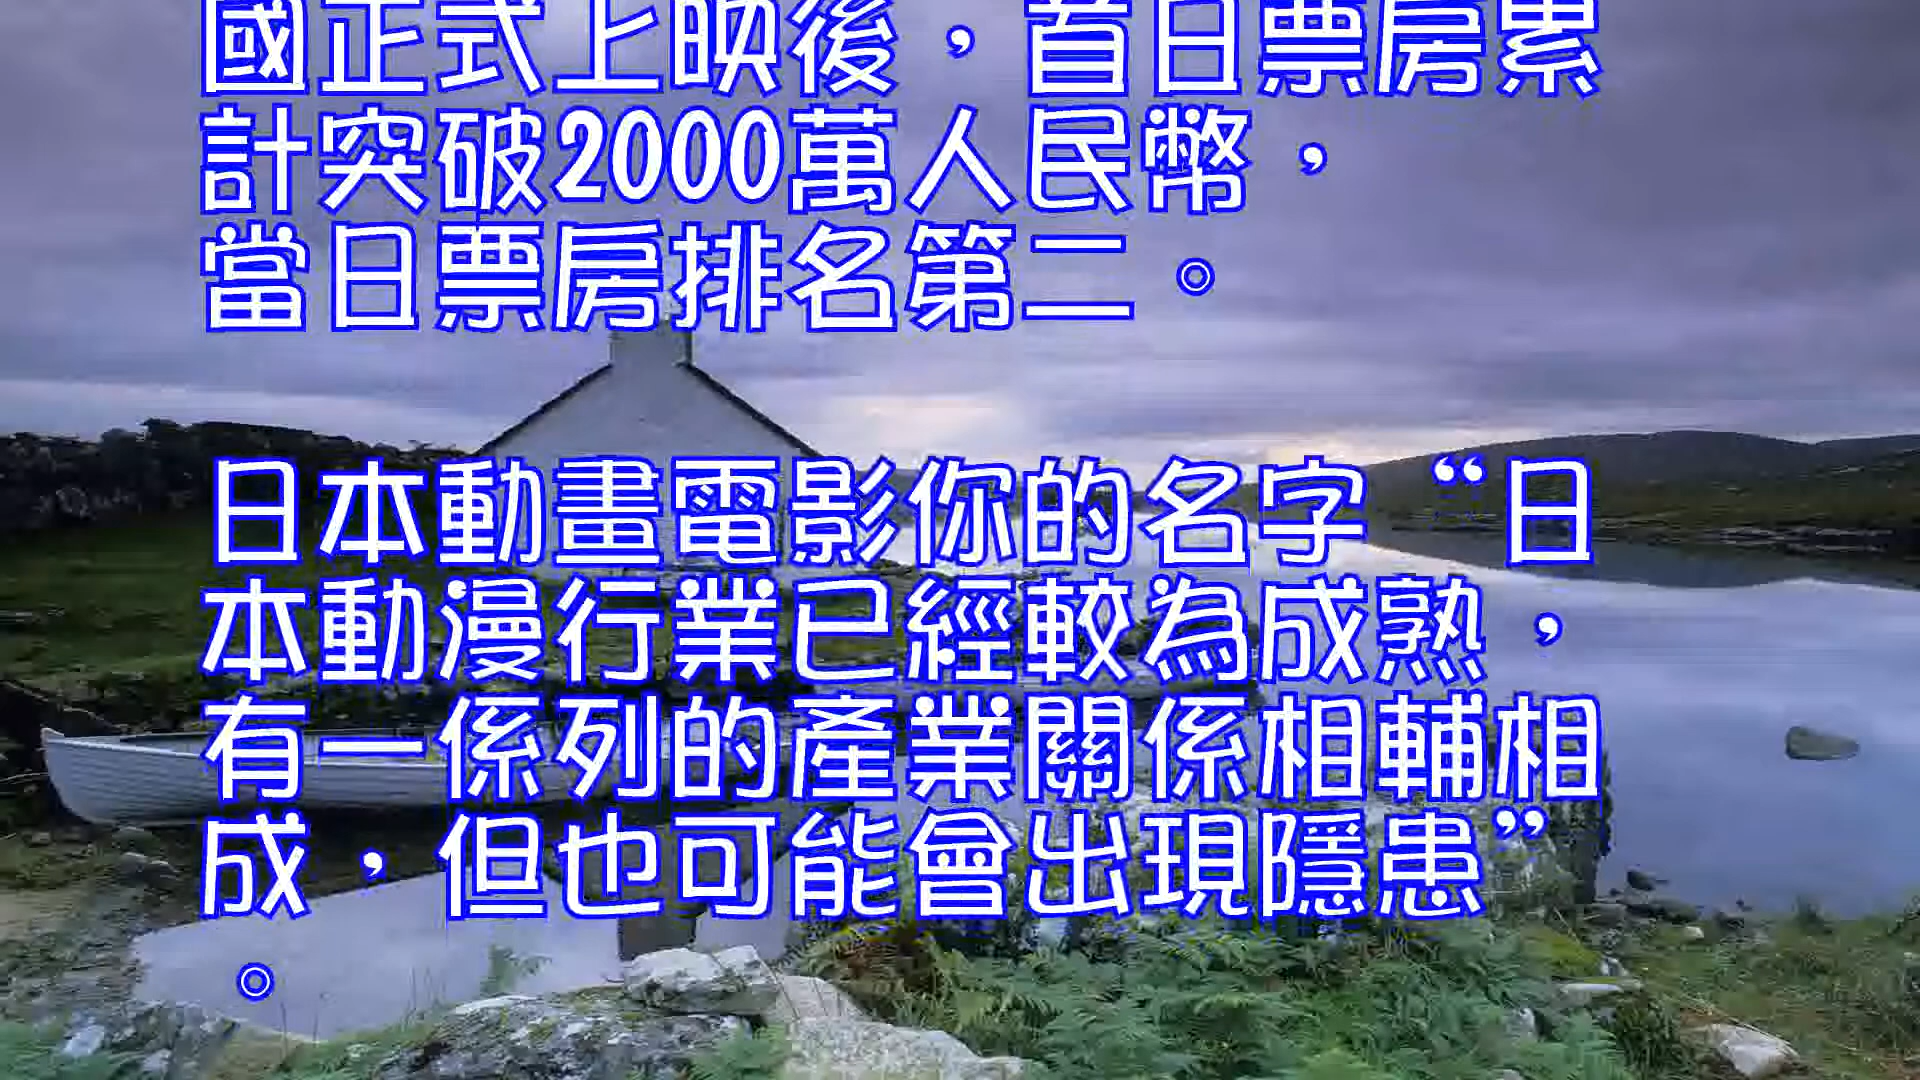 國正式上映後，首日票房累
計突破2000萬人民幣，
當日票房排名第二。
日本動畫電影你的名字“日
本動漫行業已經較為成熟，
有一係列的產業關係相輔相
成，但也可能會出現隱患”
。